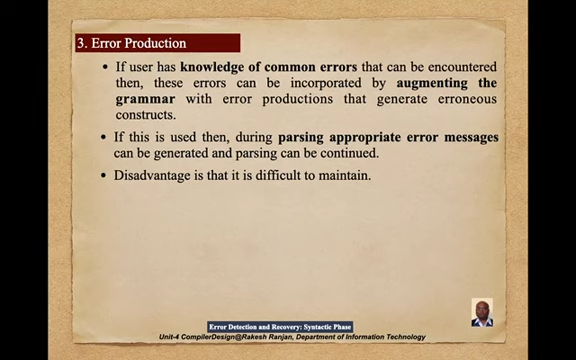 3. Error Production
• If user has knowledge of common errors that can be encountered
then, these errors can be incorporated by augmenting the
grammar with error productions that generate erroneous
constructs.
• If this is used then, during parsing appropriate error messages
can be generated and parsing can be continued.
• Disadvantage is that it is difficult to maintain.
Error Detection and Recovery: Syntactic Phase
Unit-4 CompilerDesign@Rakesh Ranjan, Department of Information Technology